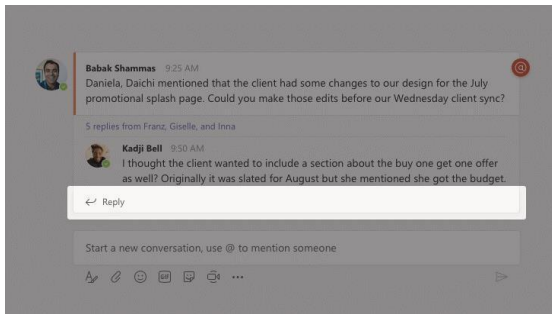 Babak Shammas 9:25 AM
Daniela, Daichi mentioned that the client had some changes to our design for the July
promotional splash page. Could you make those edits before our Wednesday client sync?
5 replies from Franz, Giselle, and Inna
Kadji Bell 9:50 AM
I thought the client wanted to include a section about the buy one get one offer
as well? Originally it was slated for August but she mentioned she got the budget.
Reply
Start a new conversation, use @ to mention someone
GIF